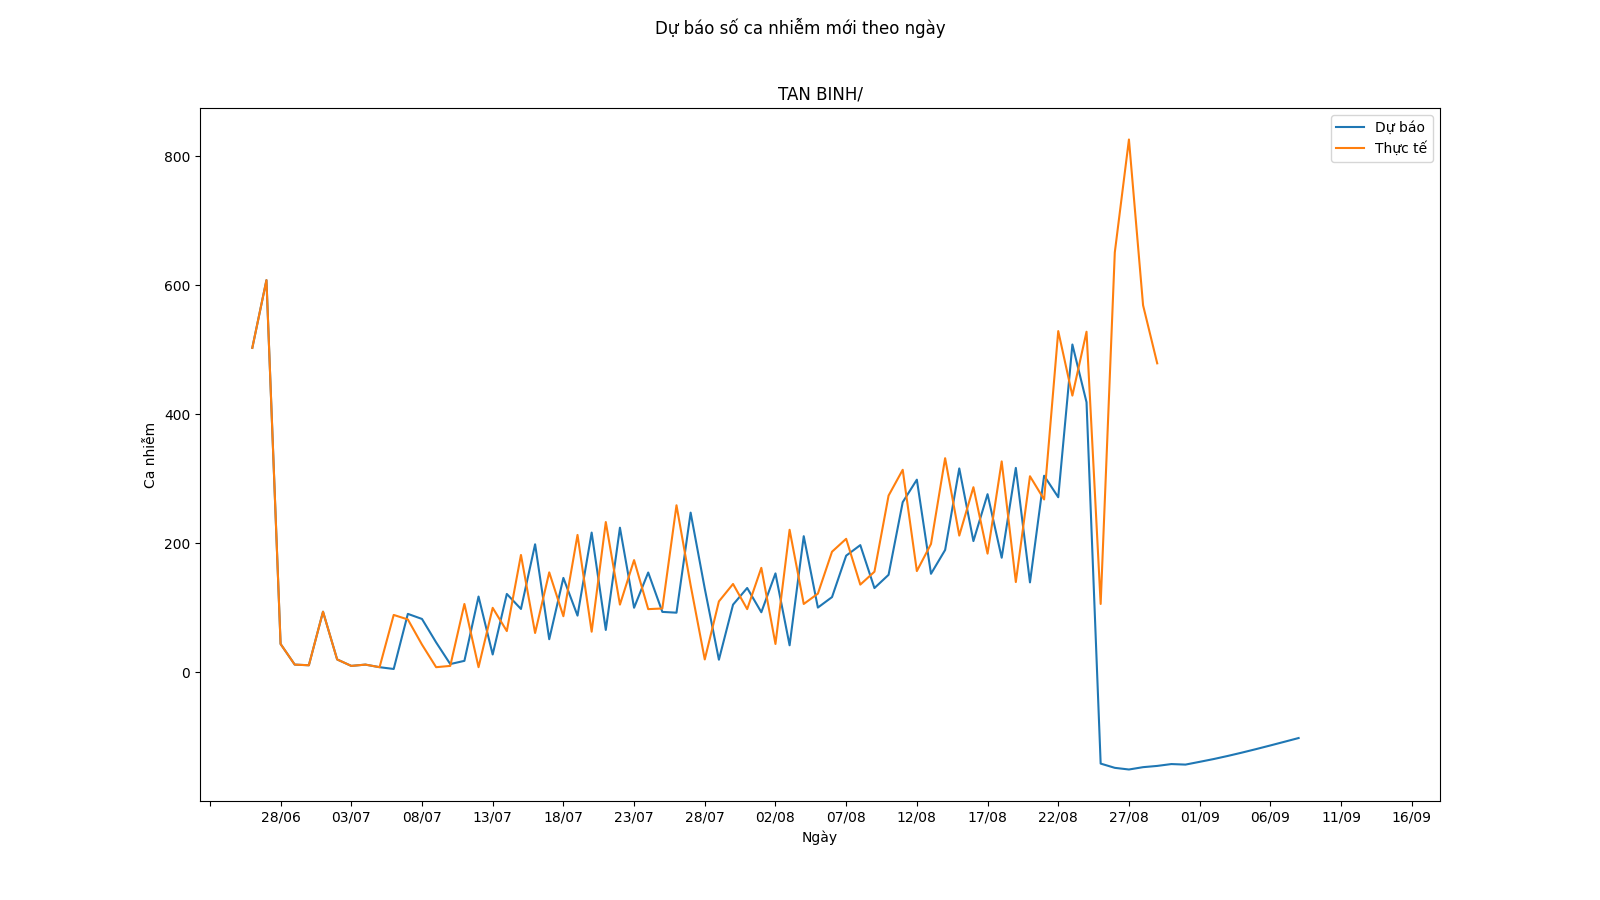 Dự báo số ca nhiễm mới theo ngày
TAN BINH/
Dự báo
Thực tế
800
600
400
200
0
Ca nhiễm
28/06 03/07 08/07 13/07 18/07 23/07 28/07 02/08 07/08 12/08 17/08 22/08 27/08 01/09 06/09 11/09 16/09
Ngày